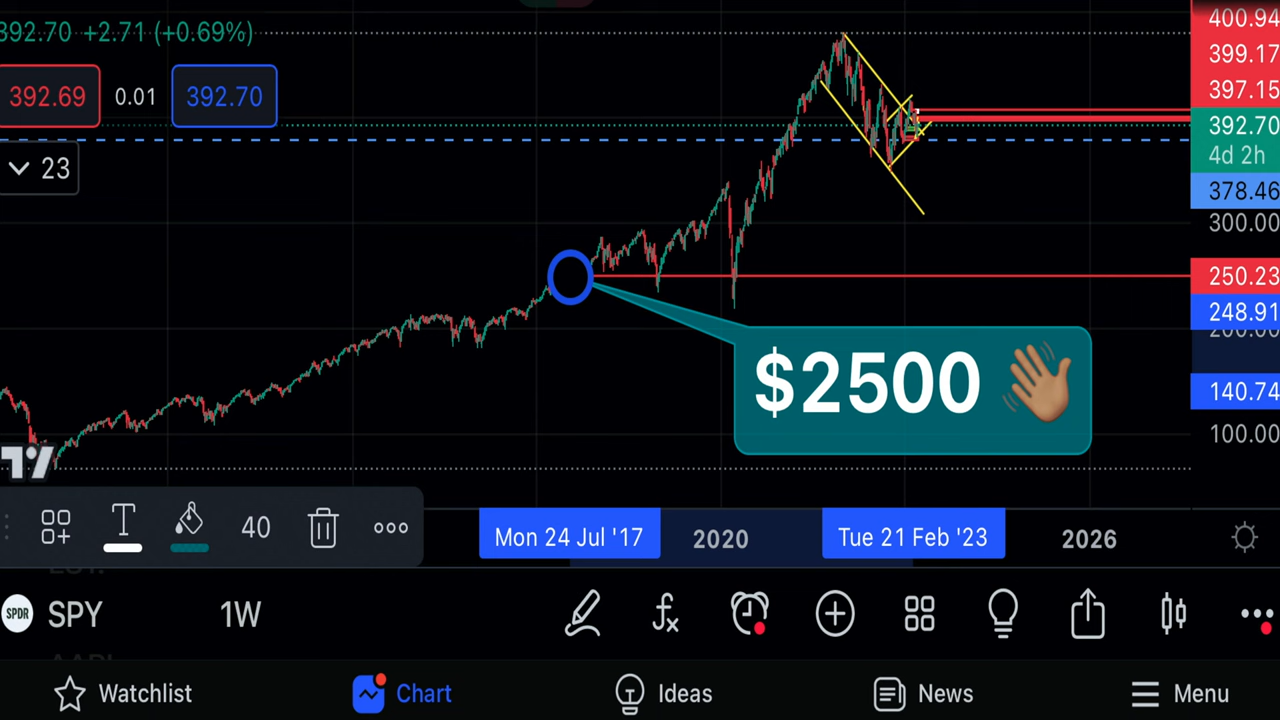 392.70 +2.71 (+0.69%)
400.94
399.17
397.15
392.69 0.01 392.70
392.70
4d 2h
23
378.46
300.00
250.23
248.91
$2500 👋🏽
140.74
100.00
T 40
Mon 24 Jul '17 2020 Tue 21 Feb '23 2026
SPDR SPY 1W
Watchlist Chart Ideas News Menu